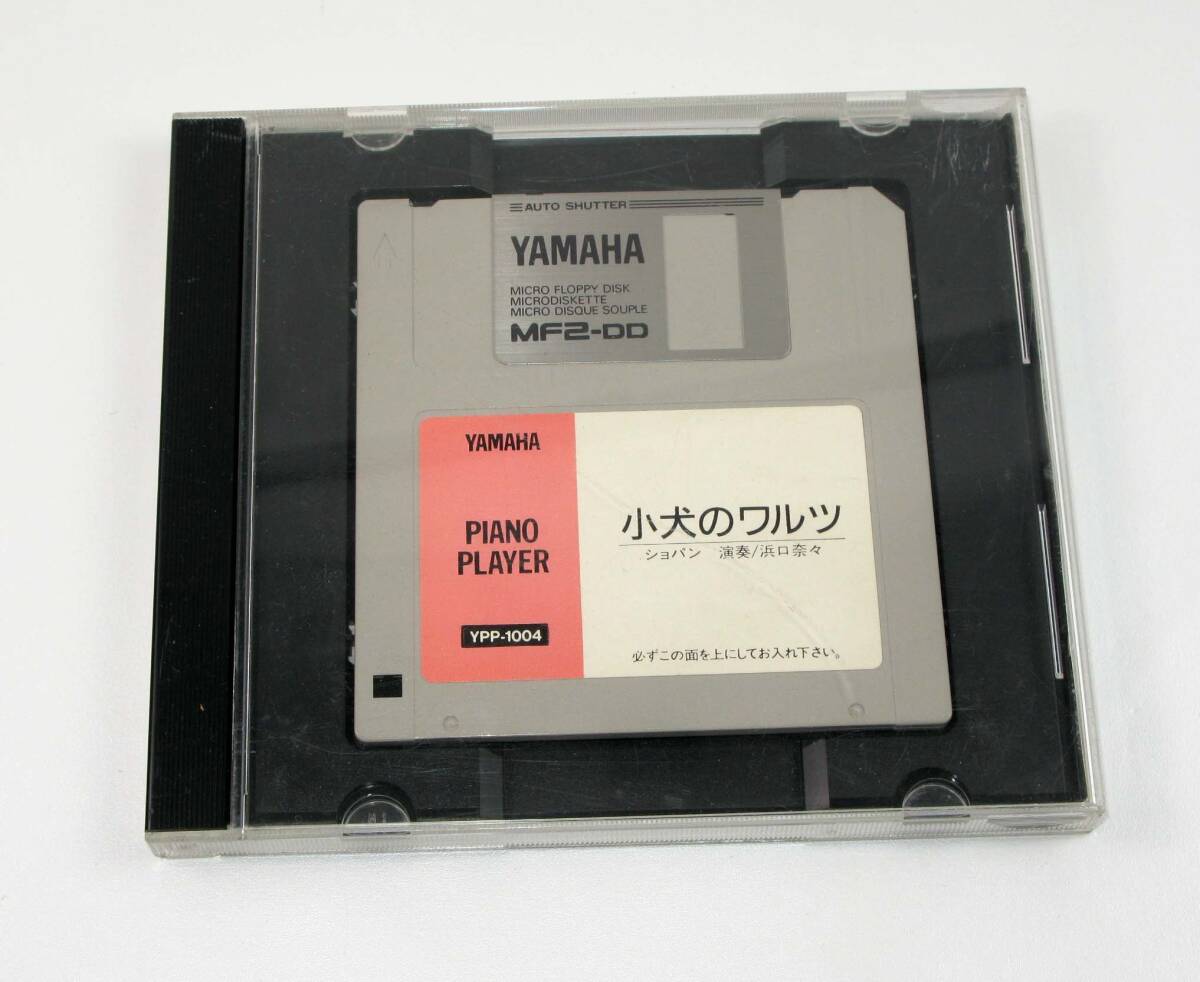 AUTO SHUTTER
YAMAHA
MICRO FLOPPY DISK
MICRODISKETTE
MICRO DISQUE SOUPLE
MF2-DD
YAMAHA
PIANO
PLAYER
YPP-1004
小犬のワルツ
ショパン 演奏/浜口奈々
必ずこの面を上にしてお入れ下さい。